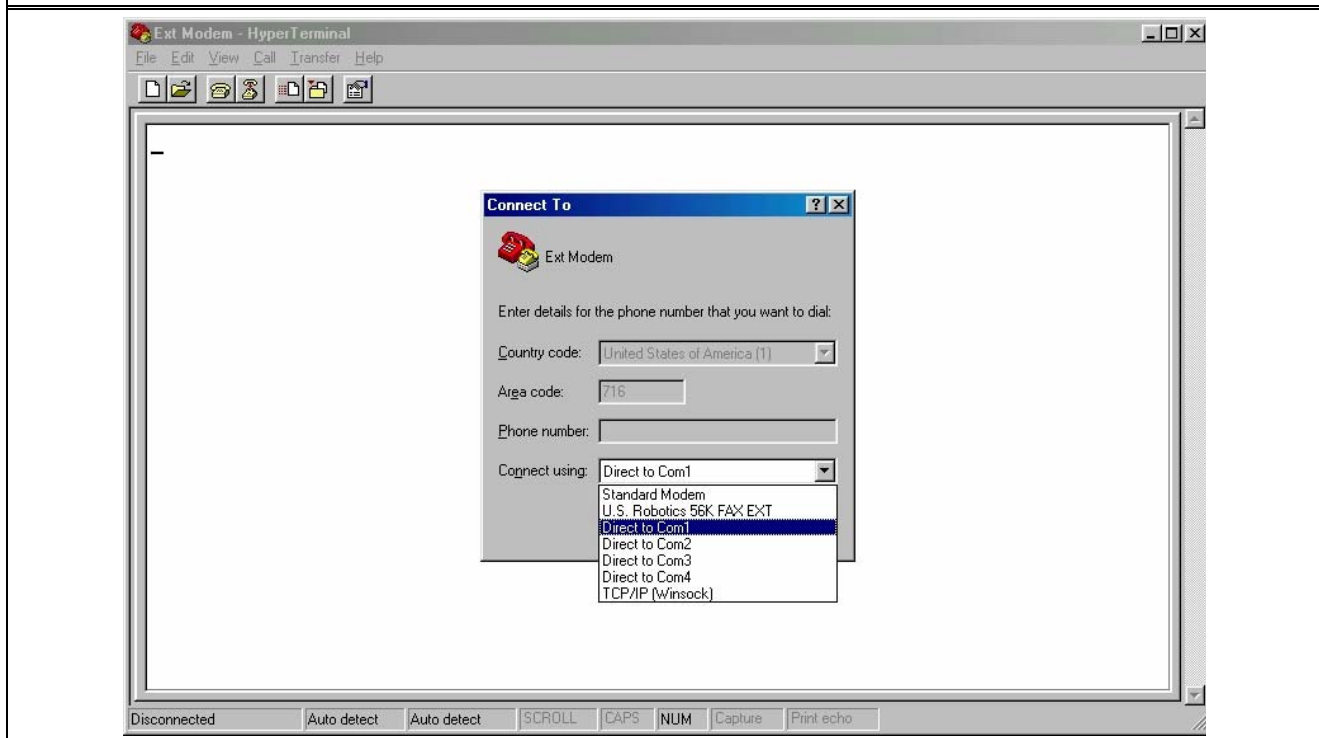 Ext Modem - HyperTerminal
File Edit View Call Transfer Help
Connect To
Ext Modem
Enter details for the phone number that you want to dial:
Country code: United States of America (1)
Area code: 716
Phone number:
Connect using: Direct to Com1
Standard Modem
U.S. Robotics 56K FAX EXT
Direct to Com1
Direct to Com2
Direct to Com3
Direct to Com4
TCP/IP (Winsock)
Disconnected Auto detect Auto detect SCROLL CAPS NUM Capture Print echo